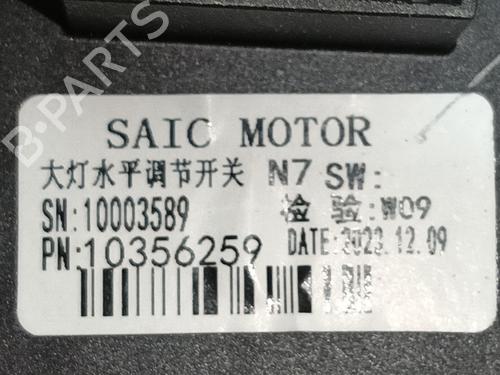 SAIC MOTOR
大灯水平调节开关 N7 SW:
SN:10003589 检 验:W09
PN:10356259 DATE:2023.12.09
B-PARTS